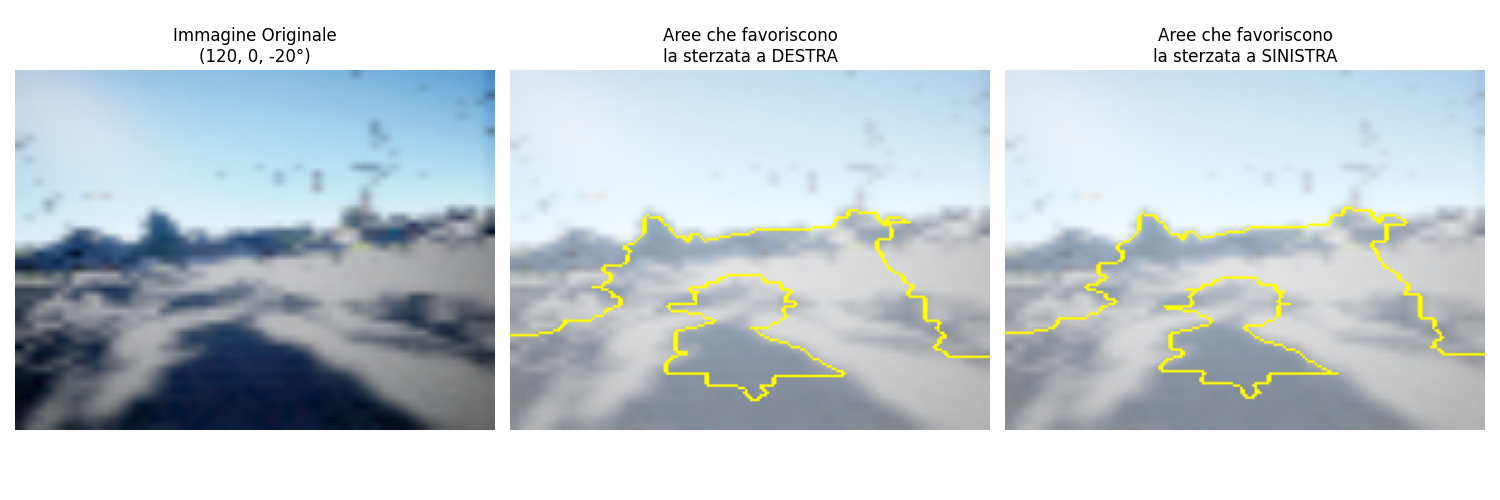 Immagine Originale
(120, 0, -20°)
Aree che favoriscono
la sterzata a DESTRA
Aree che favoriscono
la sterzata a SINISTRA